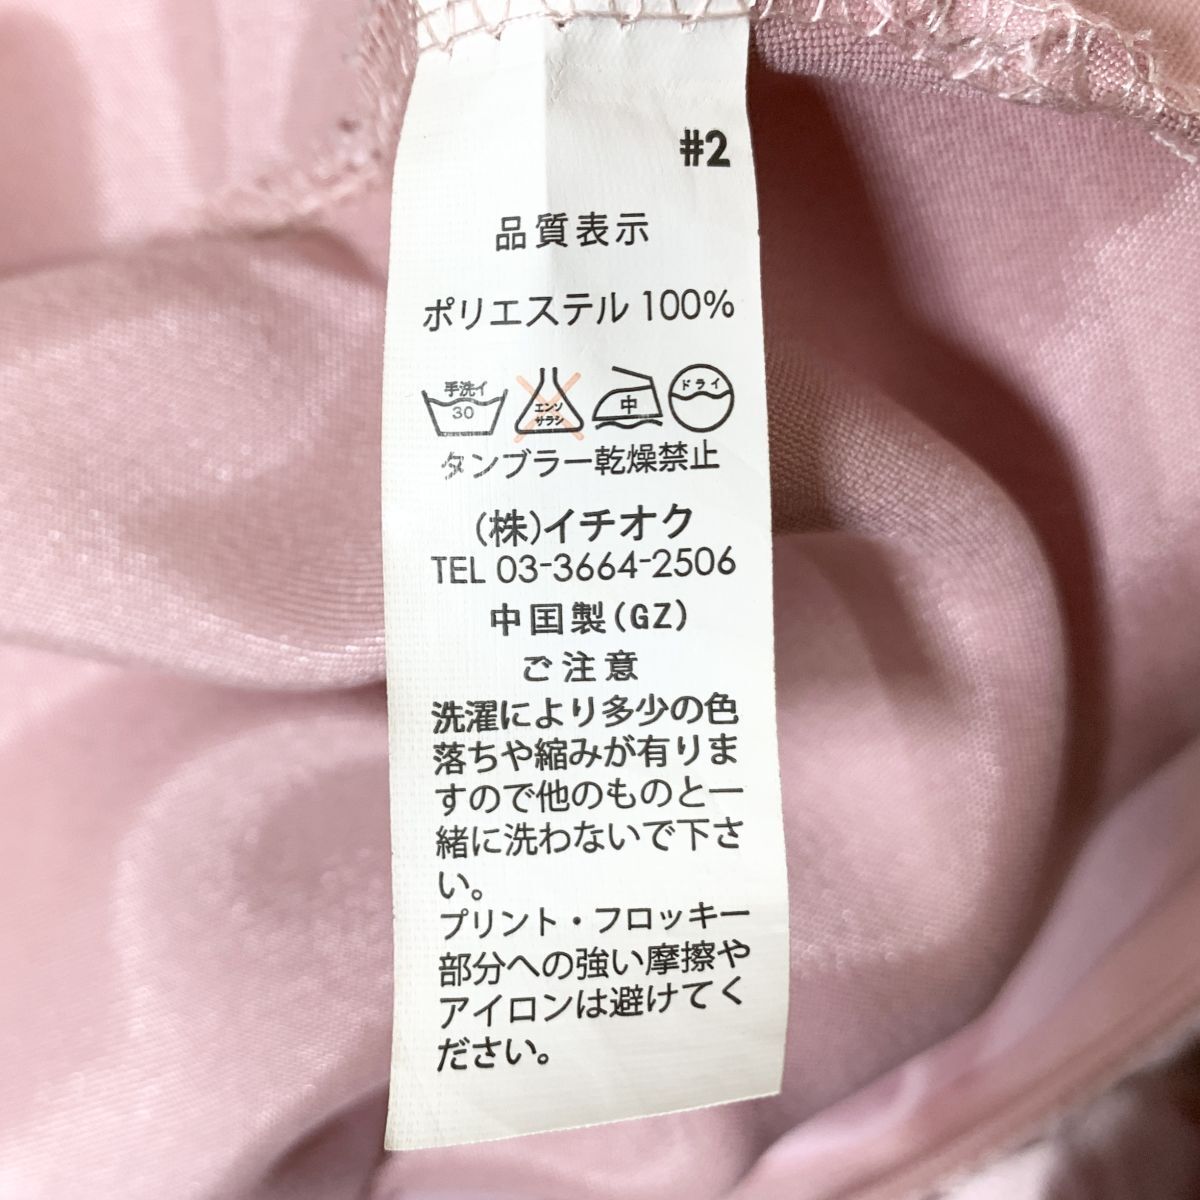 #2
品質表示
ポリエステル 100%
手洗イ
30
エンソ
サラシ
中
ドライ
タンブラー乾燥禁止
(株)イチオク
TEL 03-3664-2506
中国製(GZ)
ご注意
洗濯により多少の色
落ちや縮みが有りま
すので他のものと一
緒に洗わないで下さ
い。
プリント・フロッキー
部分への強い摩擦や
アイロンは避けてく
ださい。